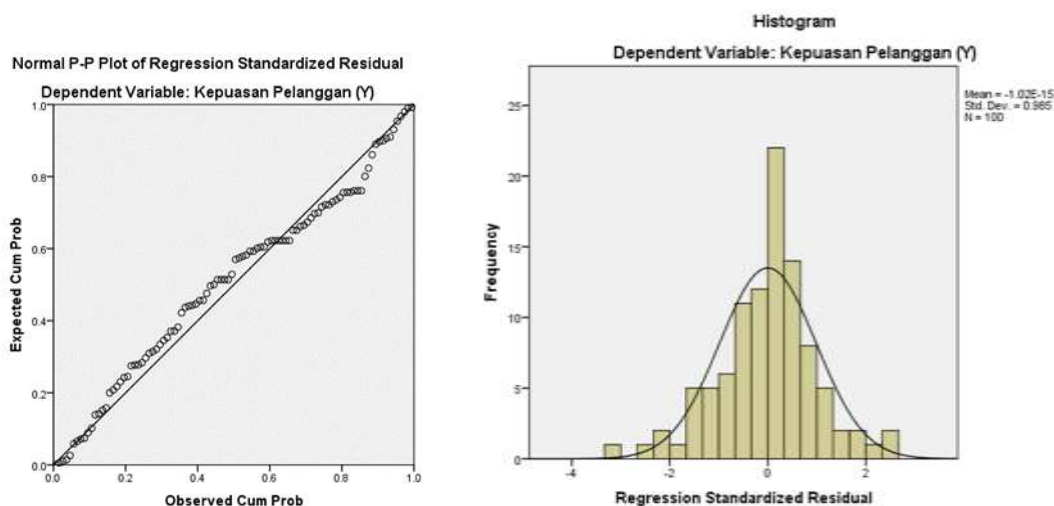 Normal P-P Plot of Regression Standardized Residual
Dependent Variable: Kepuasan Pelanggan (Y)
Expected Cum Prob
1.0
0.8
0.6
0.4
0.2
0.0
0.0 0.2 0.4 0.6 0.8 1.0
Observed Cum Prob
Histogram
Dependent Variable: Kepuasan Pelanggan (Y)
Mean = -1.02E-15
Std. Dev. = 0.985
N = 100
Frequency
25
20
15
10
5
0
-4 -2 0 2
Regression Standardized Residual